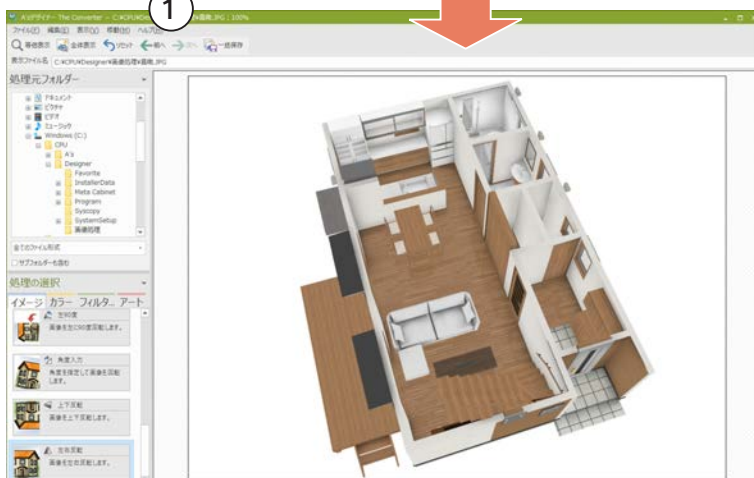 1
A'sデザイナー The Converter - C:¥CPU¥
鳥瞰.JPG | 100%
ファイル(F) 編集(E) 表示(V) 移動(M) ヘルプ
等倍表示 全体表示 リセット 前へ 次へ 一括保存
表示ファイル名 C:¥CPU¥Designer¥画像処理¥鳥瞰.JPG
処理元フォルダー
ドキュメント
ピクチャ
ビデオ
ミュージック
Windows (C:)
CPU
A's
Designer
Favorite
InstallerData
Meta Cabinet
Program
Syscopy
SystemSetup
画像処理
全てのファイル形式
サブフォルダーも含む
処理の選択
イメージ カラー フィルタ... アート
左90度
画像を左に90度回転します。
角度入力
角度を指定して画像を回転
します。
上下反転
画像を上下反転します。
左右反転
画像を左右反転します。